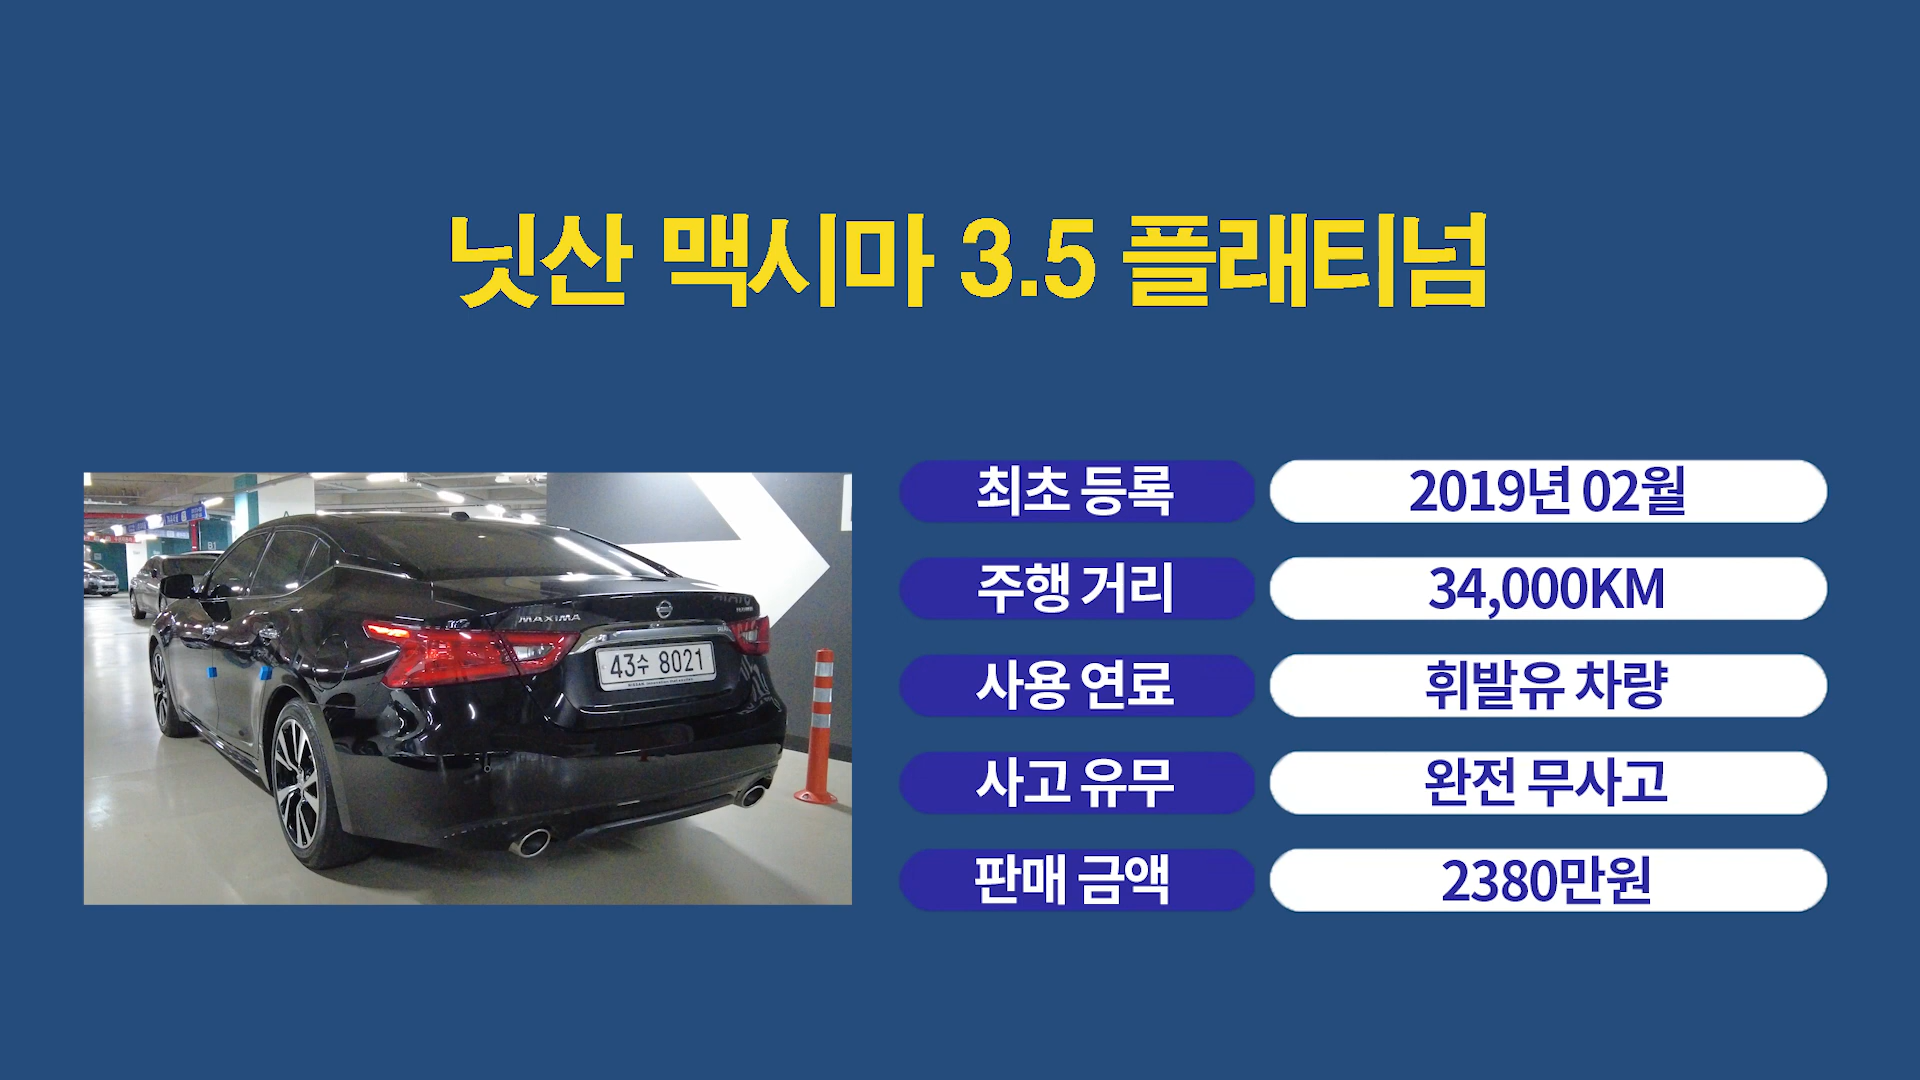 닛산 맥시마 3.5 플래티넘
최초 등록 2019년 02월
주행 거리 34,000KM
사용 연료 휘발유 차량
사고 유무 완전 무사고
판매 금액 2380만원
B1
MAXIMA
43수 8021